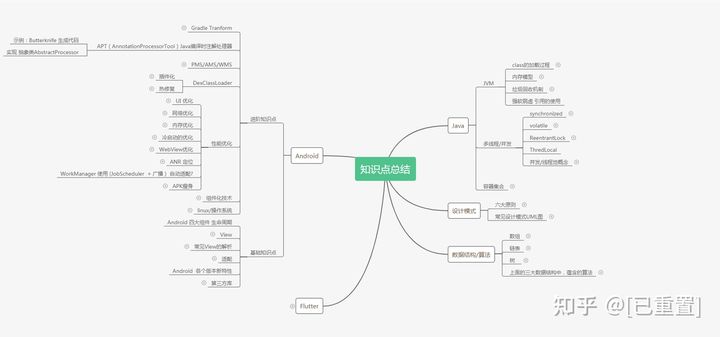 知识点总结
Android
进阶知识点
Gradle Tranform
APT（AnnotationProcessorTool）Java编译时注解处理器
示例：Butterknife 生成代码
实现 抽象类AbstractProcessor
PMS/AMS/WMS
DexClassLoader
插件化
热修复
性能优化
UI 优化
网络优化
内存优化
冷启动的优化
WebView优化
ANR 定位
WorkManager 使用 (JobScheduler + 广播） 自动适配？
APK瘦身
组件化技术
linux/操作系统
基础知识点
Android 四大组件 生命周期
View
常见View的解析
适配
Android 各个版本新特性
第三方库
Flutter
Java
JVM
class的加载过程
内存模型
垃圾回收机制
强软弱虚 引用的使用
多线程/并发
synchronized
volatile
ReentrantLock
ThredLocal
并发/线程池概念
容器集合
设计模式
六大原则
常见设计模式UML图
数据结构/算法
数组
链表
树
上面的三大数据结构中，蕴含的算法
知乎 @[已重置]